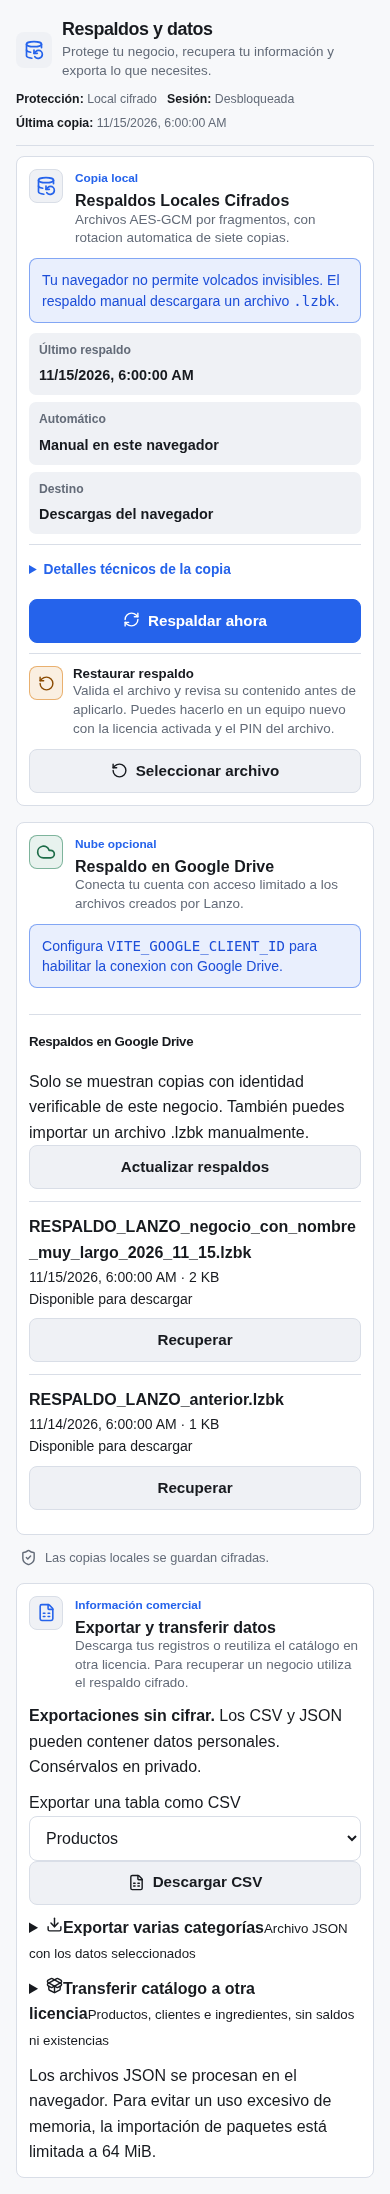 Respaldos y datos
Protege tu negocio, recupera tu información y
exporta lo que necesites.
Protección: Local cifrado Sesión: Desbloqueada
Última copia: 11/15/2026, 6:00:00 AM
Copia local
Respaldos Locales Cifrados
Archivos AES-GCM por fragmentos, con
rotacion automatica de siete copias.
Tu navegador no permite volcados invisibles. El
respaldo manual descargara un archivo .lzbk.
Último respaldo
11/15/2026, 6:00:00 AM
Automático
Manual en este navegador
Destino
Descargas del navegador
Detalles técnicos de la copia
Respaldar ahora
Restaurar respaldo
Valida el archivo y revisa su contenido antes de
aplicarlo. Puedes hacerlo en un equipo nuevo
con la licencia activada y el PIN del archivo.
Seleccionar archivo
Nube opcional
Respaldo en Google Drive
Conecta tu cuenta con acceso limitado a los
archivos creados por Lanzo.
Configura VITE_GOOGLE_CLIENT_ID para
habilitar la conexion con Google Drive.
Respaldos en Google Drive
Solo se muestran copias con identidad
verificable de este negocio. También puedes
importar un archivo .lzbk manualmente.
Actualizar respaldos
RESPALDO_LANZO_negocio_con_nombre
_muy_largo_2026_11_15.lzbk
11/15/2026, 6:00:00 AM · 2 KB
Disponible para descargar
Recuperar
RESPALDO_LANZO_anterior.lzbk
11/14/2026, 6:00:00 AM · 1 KB
Disponible para descargar
Recuperar
Las copias locales se guardan cifradas.
Información comercial
Exportar y transferir datos
Descarga tus registros o reutiliza el catálogo en
otra licencia. Para recuperar un negocio utiliza
el respaldo cifrado.
Exportaciones sin cifrar. Los CSV y JSON
pueden contener datos personales.
Consérvalos en privado.
Exportar una tabla como CSV
Productos
Descargar CSV
Exportar varias categoríasArchivo JSON
con los datos seleccionados
Transferir catálogo a otra
licenciaProductos, clientes e ingredientes, sin saldos
ni existencias
Los archivos JSON se procesan en el
navegador. Para evitar un uso excesivo de
memoria, la importación de paquetes está
limitada a 64 MiB.